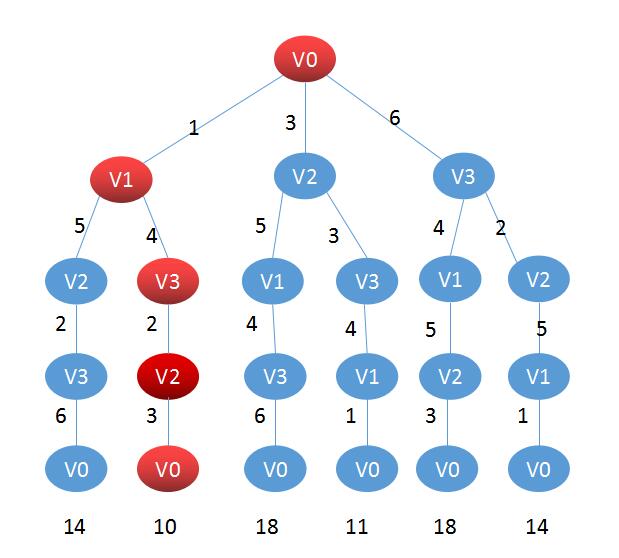 V0
1 3 6
V1 V2 V3
5 4 5 3 4 2
V2 V3 V1 V3 V1 V2
2 2 4 4 5 5
V3 V2 V3 V1 V2 V1
6 3 6 1 3 1
V0 V0 V0 V0 V0 V0
14 10 18 11 18 14